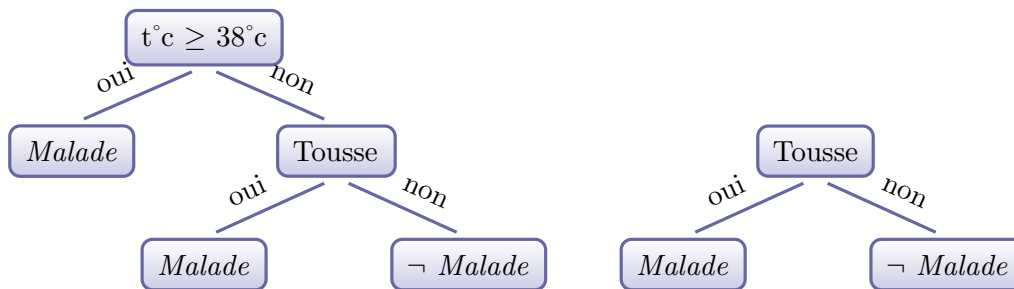 t°c ≥ 38°c
oui non
Malade Tousse Tousse
oui non oui non
Malade ¬ Malade Malade ¬ Malade